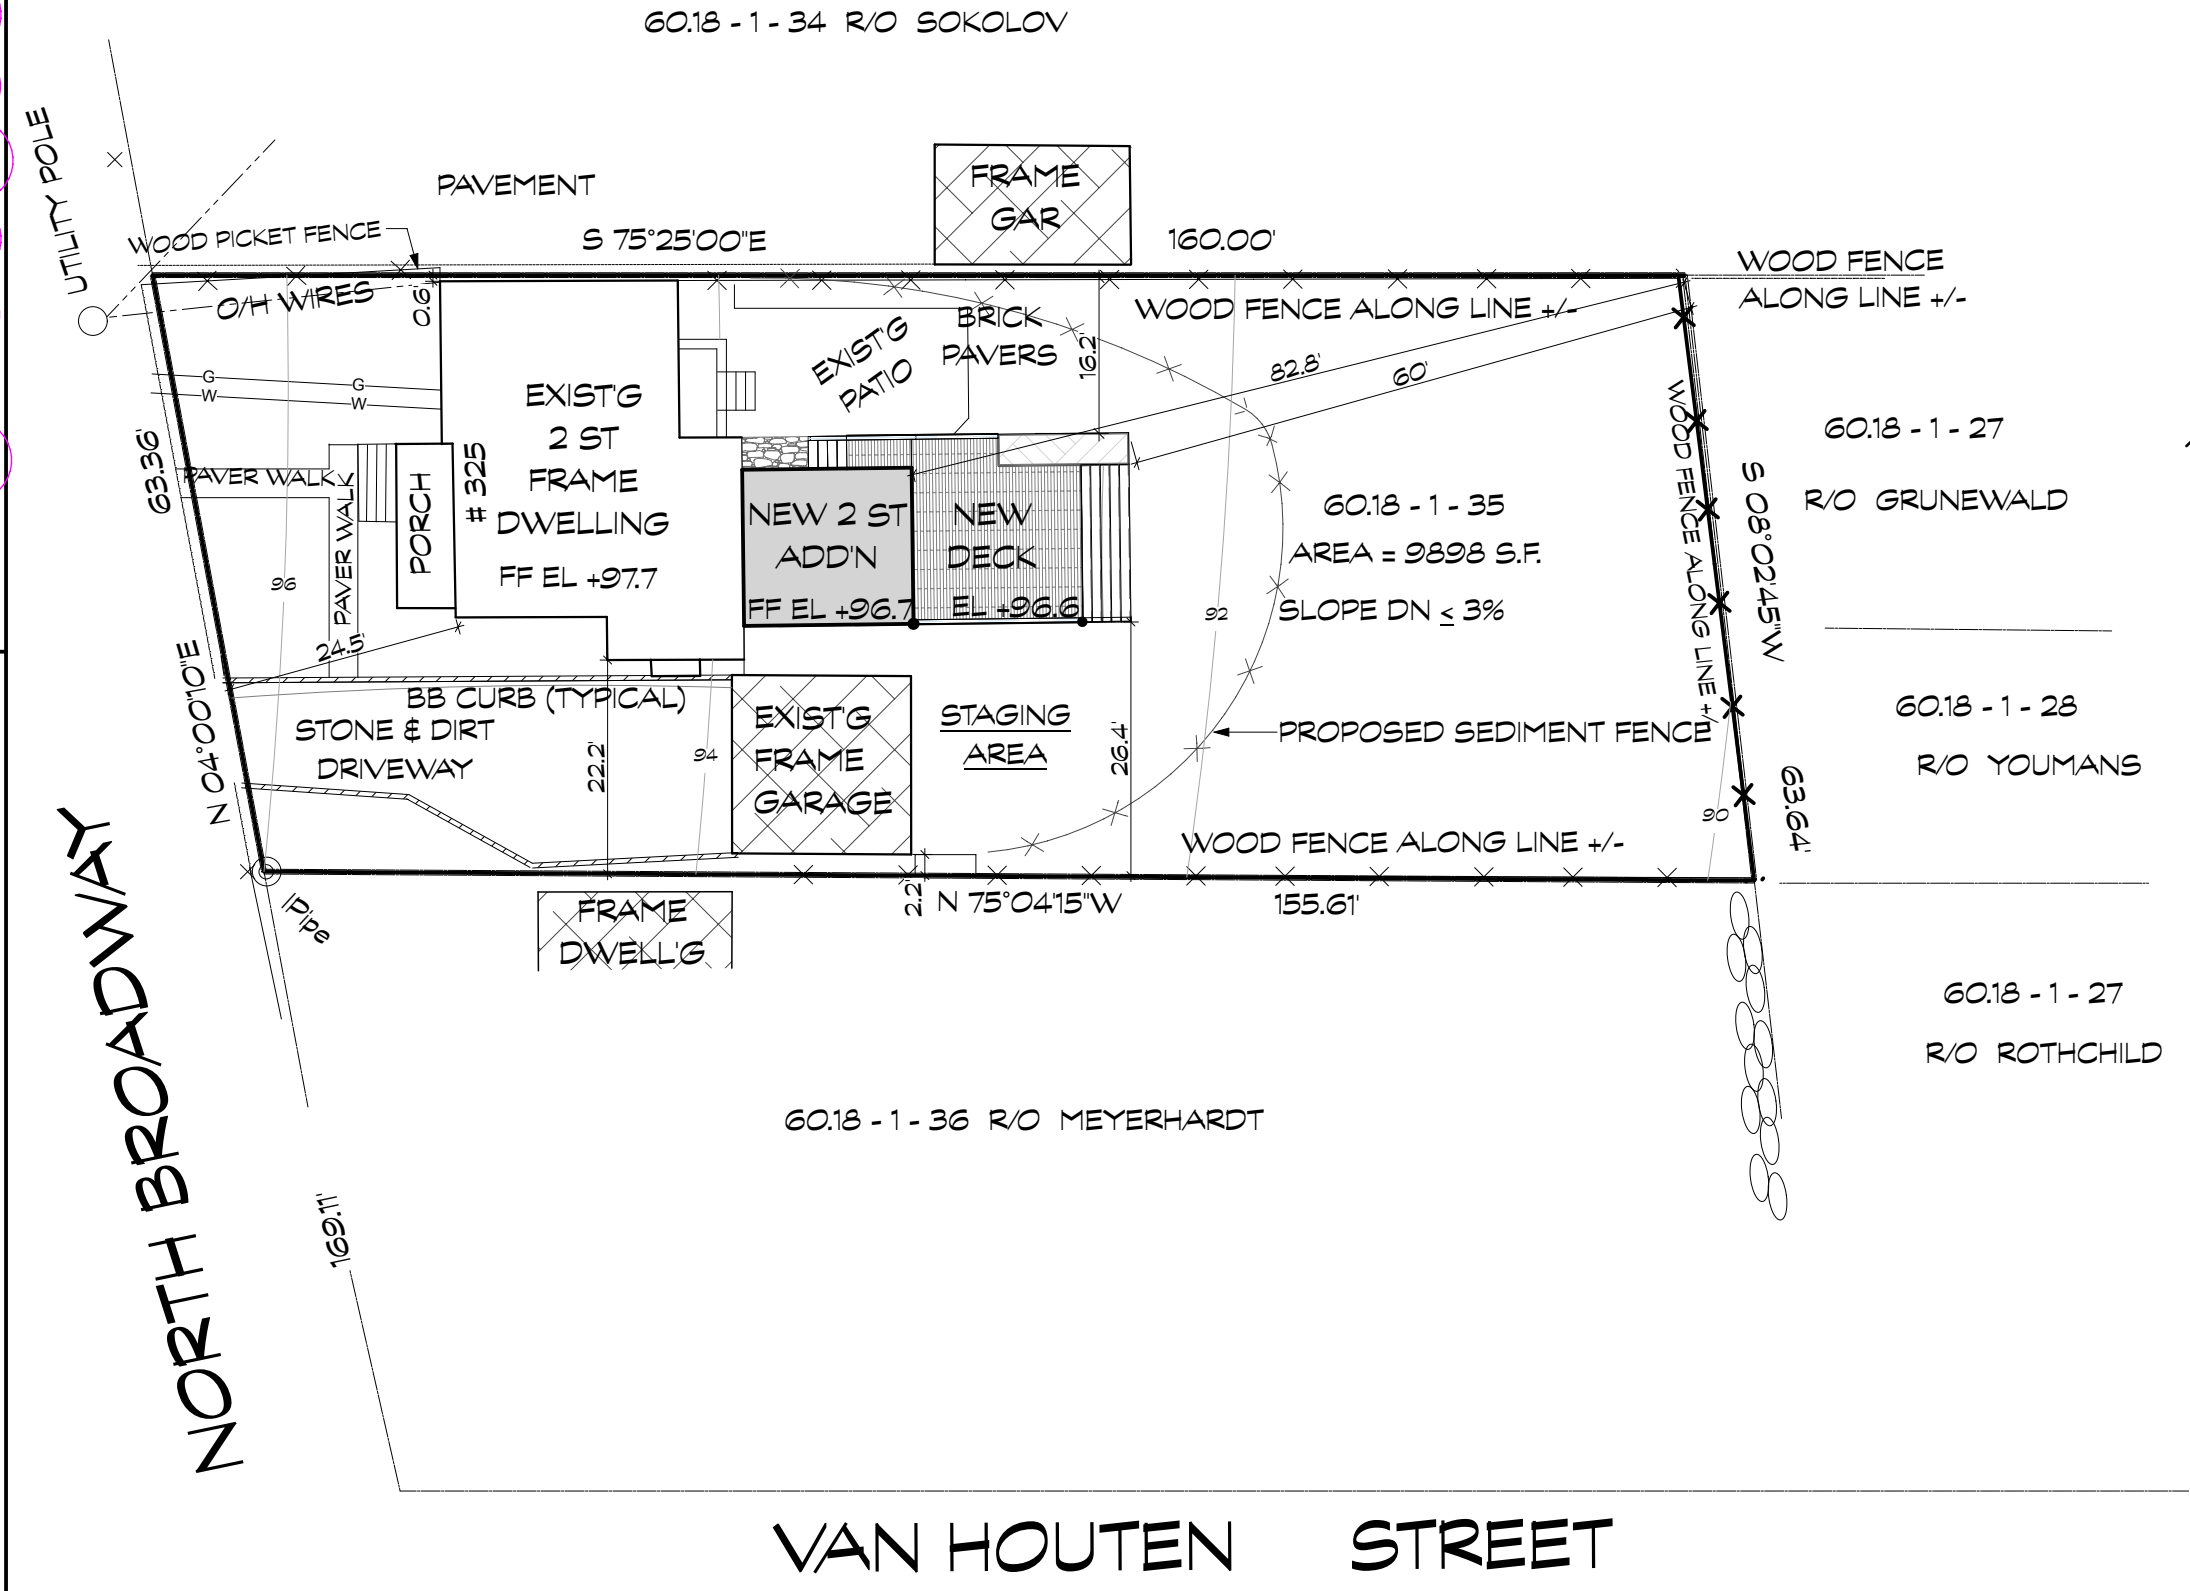 60.18 - 1 - 34 R/O SOKOLOV
UTILITY POLE
PAVEMENT
FRAME
GAR
WOOD PICKET FENCE
S 75°25'00"E
160.00'
WOOD FENCE
ALONG LINE +/-
O/H WIRES
0.6'
WOOD FENCE ALONG LINE +/-
BRICK
PAVERS
EXIST'G
PATIO
16.2'
82.8'
60'
G
G
W
W
63.36'
EXIST'G
2 ST
FRAME
DWELLING
FF EL +97.7
# 325
PORCH
PAVER WALK
PAVER WALK
NEW 2 ST
ADD'N
FF EL +96.7
NEW
DECK
EL +96.6
60.18 - 1 - 35
AREA = 9898 S.F.
SLOPE DN ≤ 3%
WOOD FENCE ALONG LINE +/-
S 08°02'45"W
60.18 - 1 - 27
R/O GRUNEWALD
96
92
24.5'
N 04°00'10"E
BB CURB (TYPICAL)
STONE & DIRT
DRIVEWAY
22.2'
94
EXIST'G
FRAME
GARAGE
STAGING
AREA
26.4'
PROPOSED SEDIMENT FENCE
60.18 - 1 - 28
R/O YOUMANS
63.64'
90
WOOD FENCE ALONG LINE +/-
2.2'
N 75°04'15"W
155.61'
IPipe
FRAME
DWELL'G
60.18 - 1 - 27
R/O ROTHCHILD
60.18 - 1 - 36 R/O MEYERHARDT
NORTH BROADWAY
169.11'
VAN HOUTEN STREET